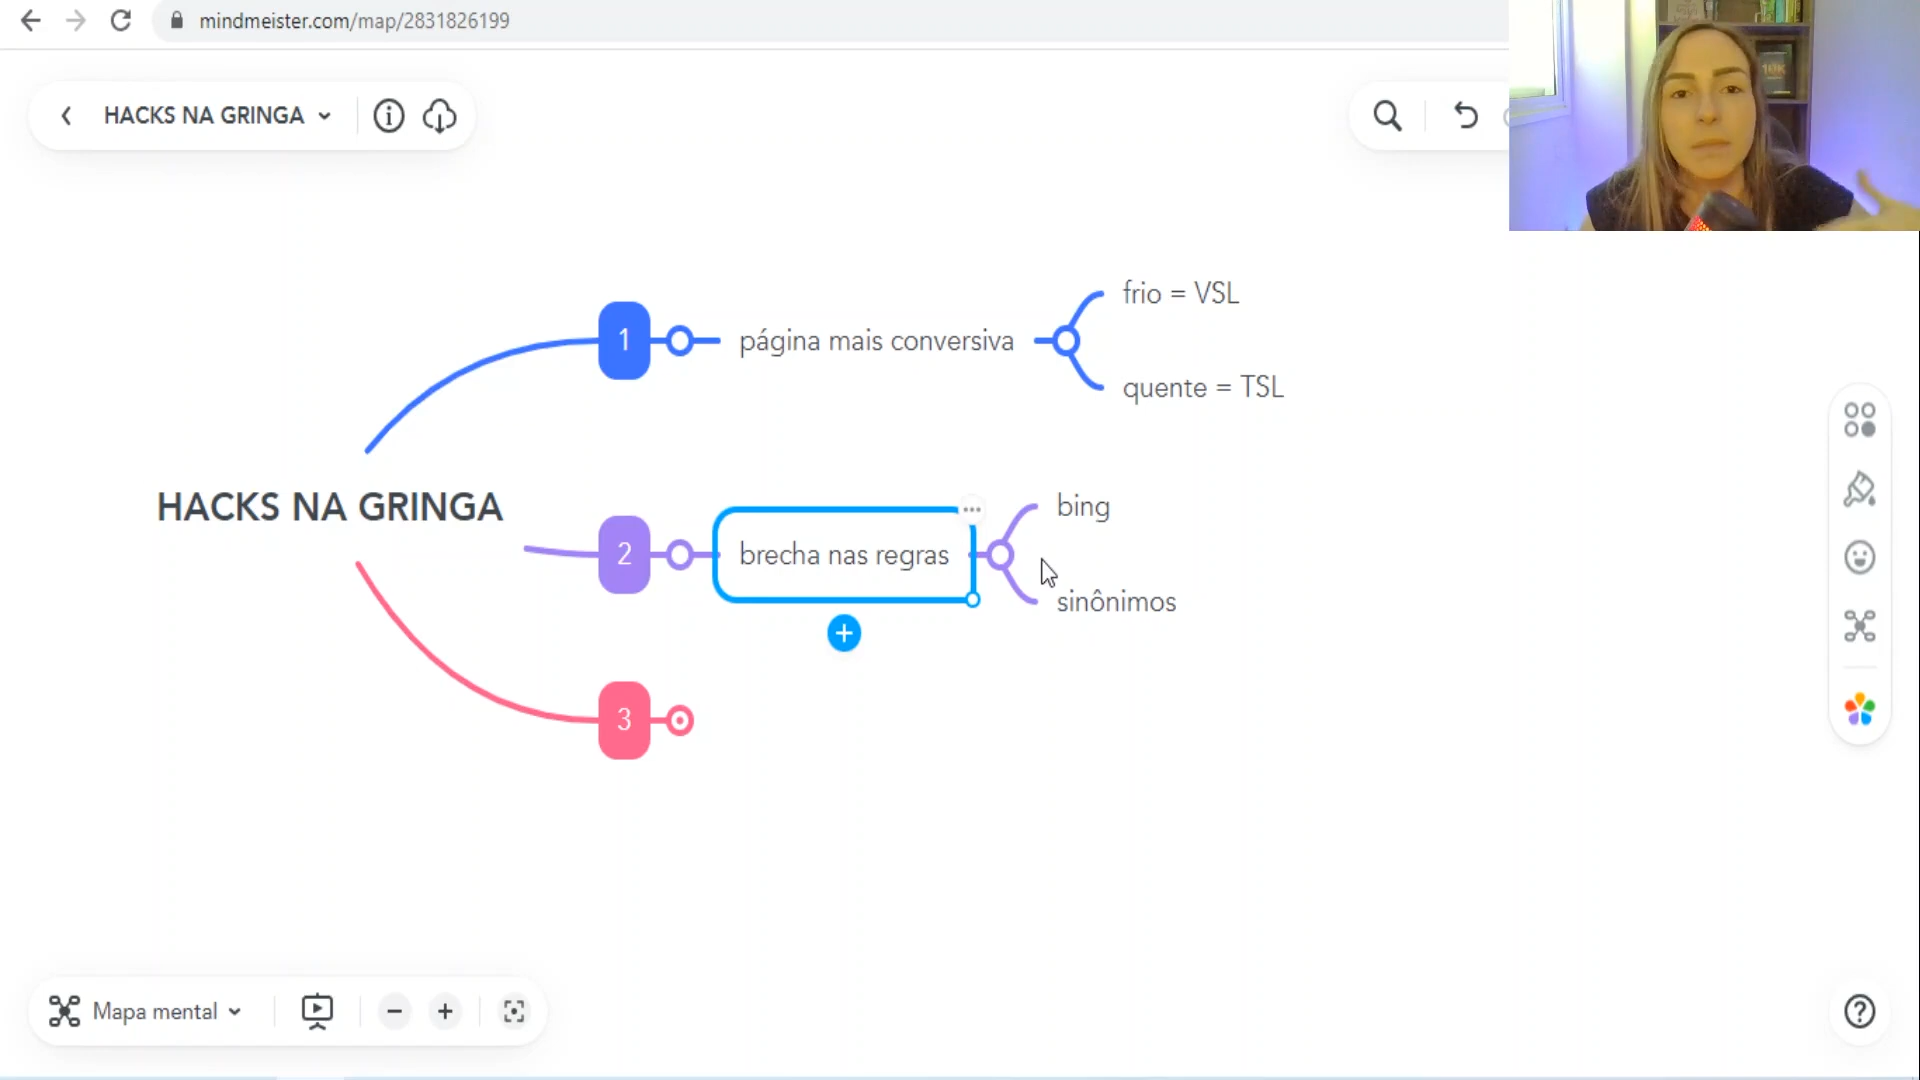 mindmeister.com/map/2831826199
HACKS NA GRINGA
1
página mais conversiva
frio = VSL
quente = TSL
HACKS NA GRINGA
2
brecha nas regras
bing
sinônimos
3
Mapa mental